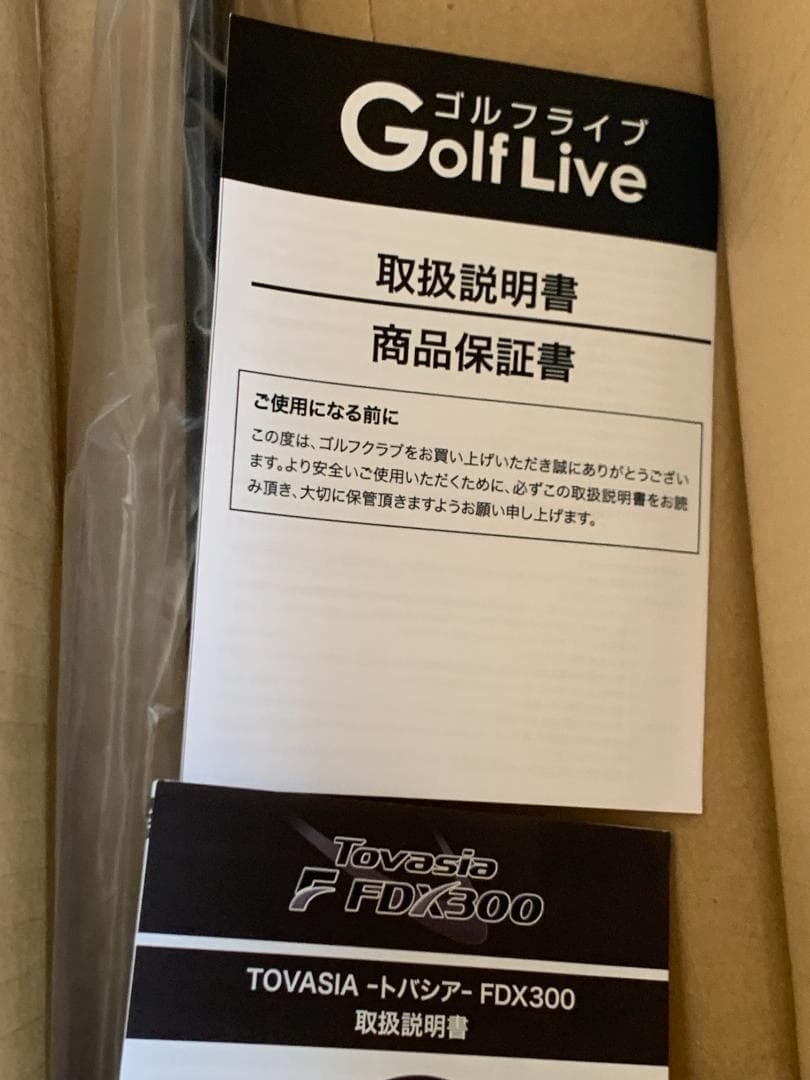 ゴルフライブ
Golf Live
取扱説明書
商品保証書
ご使用になる前に
この度は、ゴルフクラブをお買い上げいただき誠にありがとうござい
ます。より安全いご使用いただくために、必ずこの取扱説明書をお読
み頂き、大切に保管頂きますようお願い申し上げます。
Tovasia
F FDX300
TOVASIA -トバシア- FDX300
取扱説明書